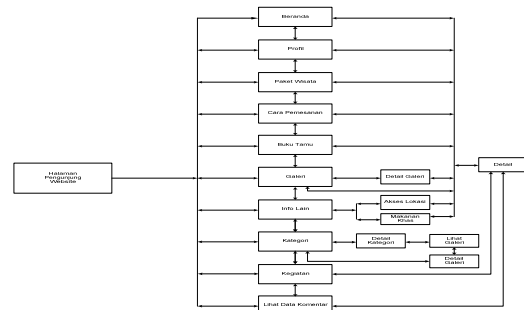 Beranda
Profil
Paket Wisata
Cara Pemesanan
Buku Tamu
Halaman
Pengunjung
Website
Galeri
Detail Galeri
Detail
Info Lain
Akses Lokasi
Makanan
Khas
Kategori
Detail
Kategori
Lihat
Galeri
Detail
Galeri
Kegiatan
Lihat Data Komentar